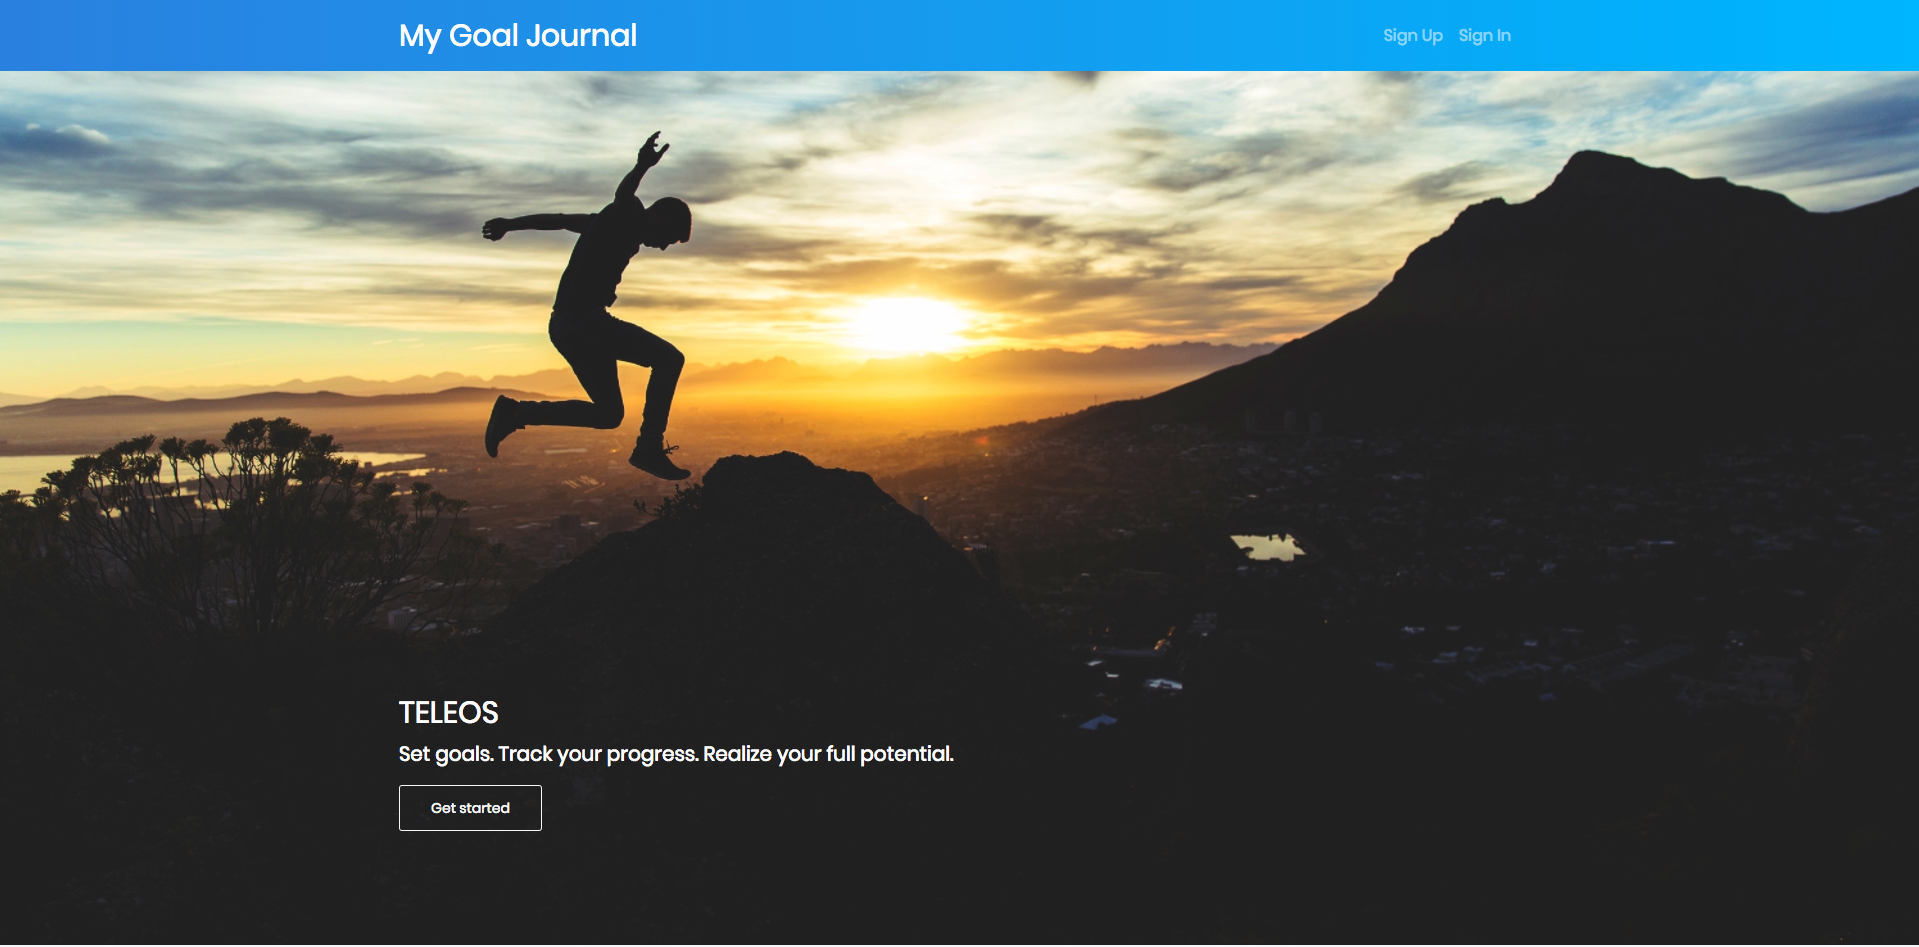 My Goal Journal
Sign Up Sign In
TELEOS
Set goals. Track your progress. Realize your full potential.
Get started